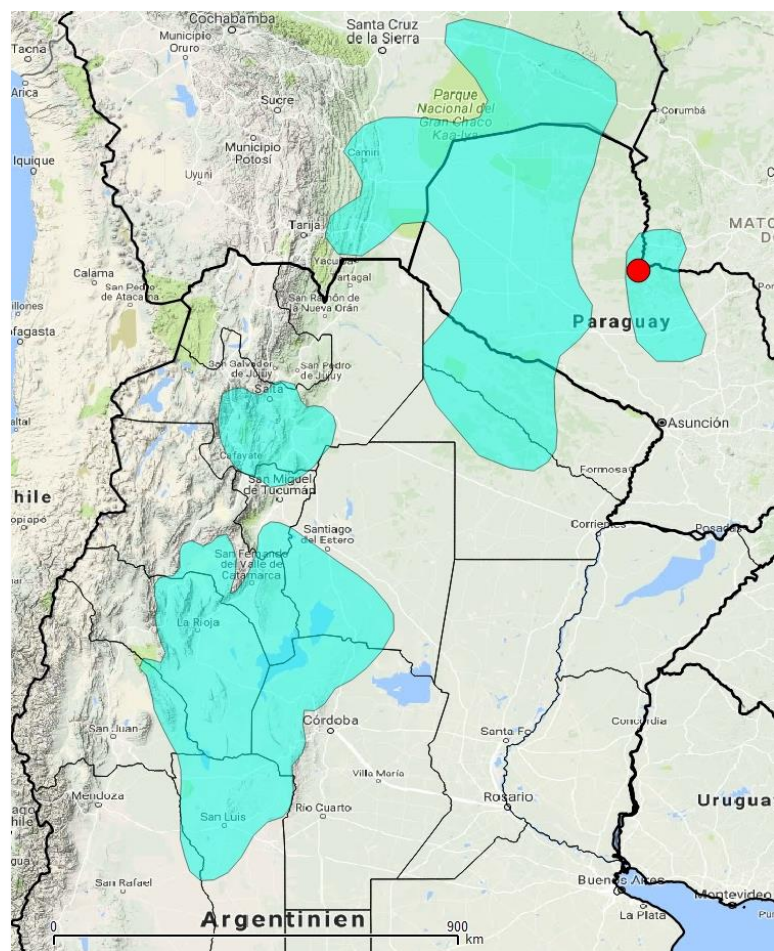 Cochabamba
Santa Cruz
de la Sierra
Tacna
Municipio
Oruro
Arica
Parque
Nacional del
Gran Chaco
Kaa-Iya
Sucre
Corumbá
Municipio
Potosí
Camiri
Iquique
Uyuni
Tarija
Yacuiba
Tartagal
Calama
San Pedro
de Atacama
San Ramón de
la Nueva Orán
Paraguay
San Salvador
de Jujuy
San Pedro
de Jujuy
Salta
Asunción
Cafayate
San Miguel
de Tucumán
Formosa
hile
Santiago
del Estero
Corrientes
Posadas
San Fernando
del Valle de
Catamarca
La Rioja
San Juan
Córdoba
Santa Fe
Concordia
Villa María
Mendoza
San Luis
Río Cuarto
Rosario
Uruguay
San Rafael
Buenos Aires
Montevideo
La Plata
Argentinien
0
900
km